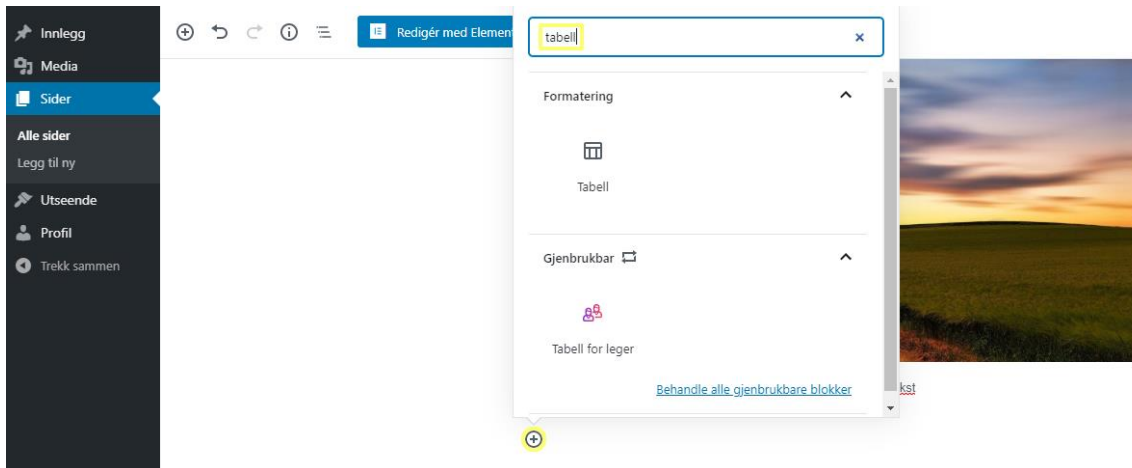 Innlegg
Media
Sider
Alle sider
Legg til ny
Utseende
Profil
Trekk sammen
Redigér med Elemen
tabell
Formatering
Tabell
Gjenbrukbar
Tabell for leger
Behandle alle gjenbrukbare blokker
kst